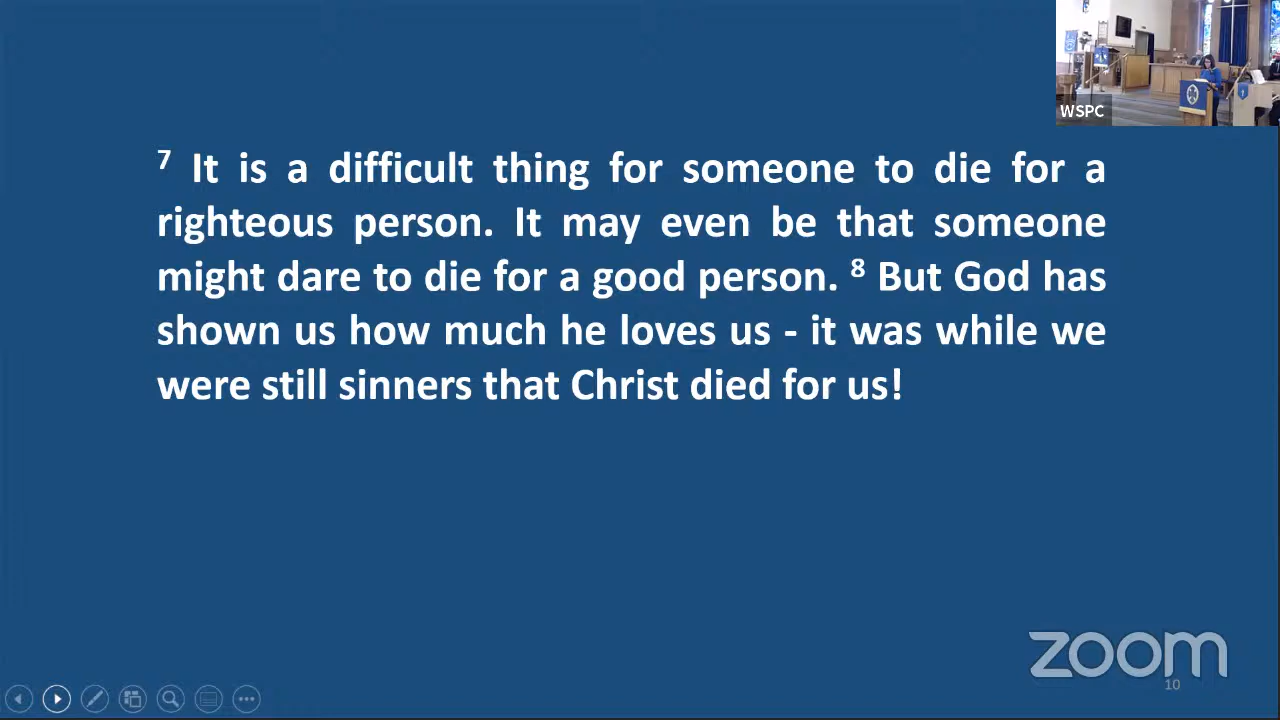 WSPC
⁷ It is a difficult thing for someone to die for a
righteous person. It may even be that someone
might dare to die for a good person. ⁸ But God has
shown us how much he loves us - it was while we
were still sinners that Christ died for us!
zoom
10